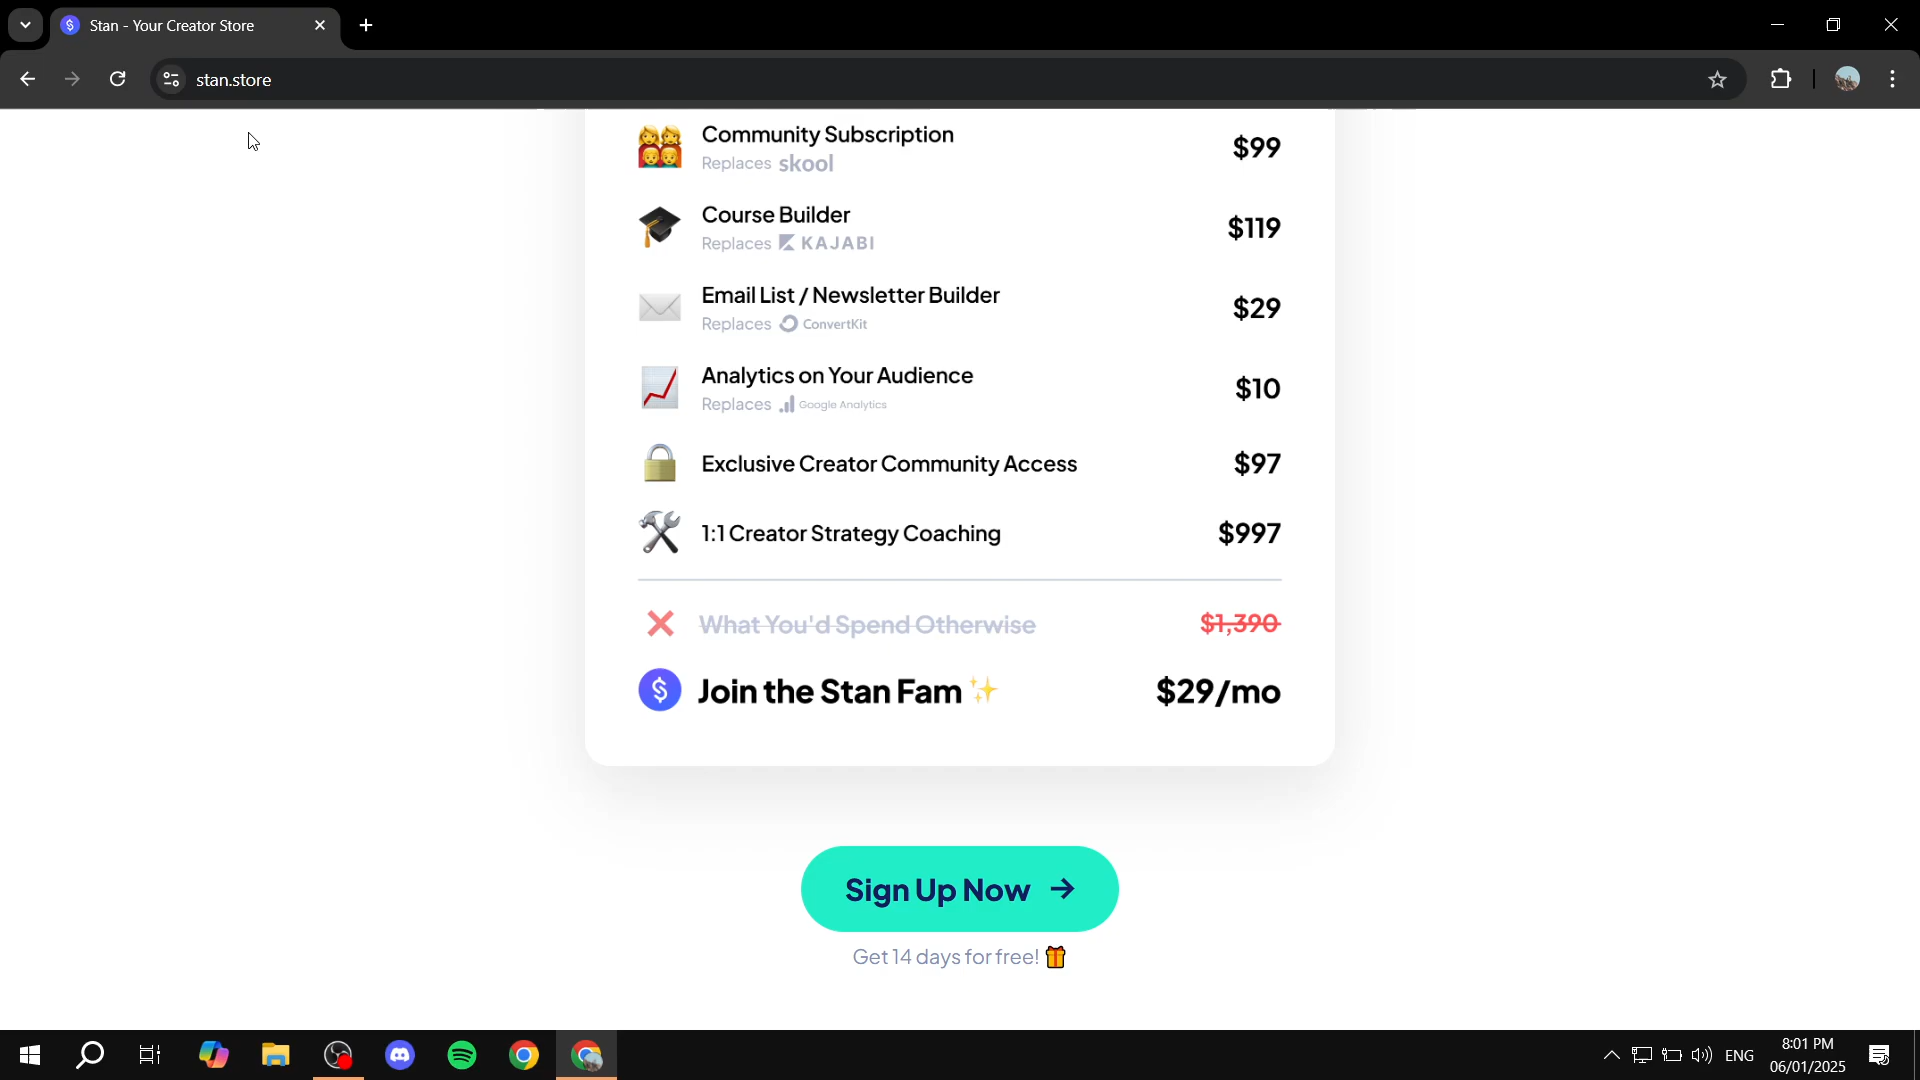 Stan - Your Creator Store
stan.store
Community Subscription
Replaces skool
$99
Course Builder
Replaces KAJABI
$119
Email List / Newsletter Builder
Replaces ConvertKit
$29
Analytics on Your Audience
Replaces Google Analytics
$10
Exclusive Creator Community Access
$97
1:1 Creator Strategy Coaching
$997
What You'd Spend Otherwise
$1,390
Join the Stan Fam
$29/mo
Sign Up Now
Get 14 days for free!
ENG
8:01 PM
06/01/2025